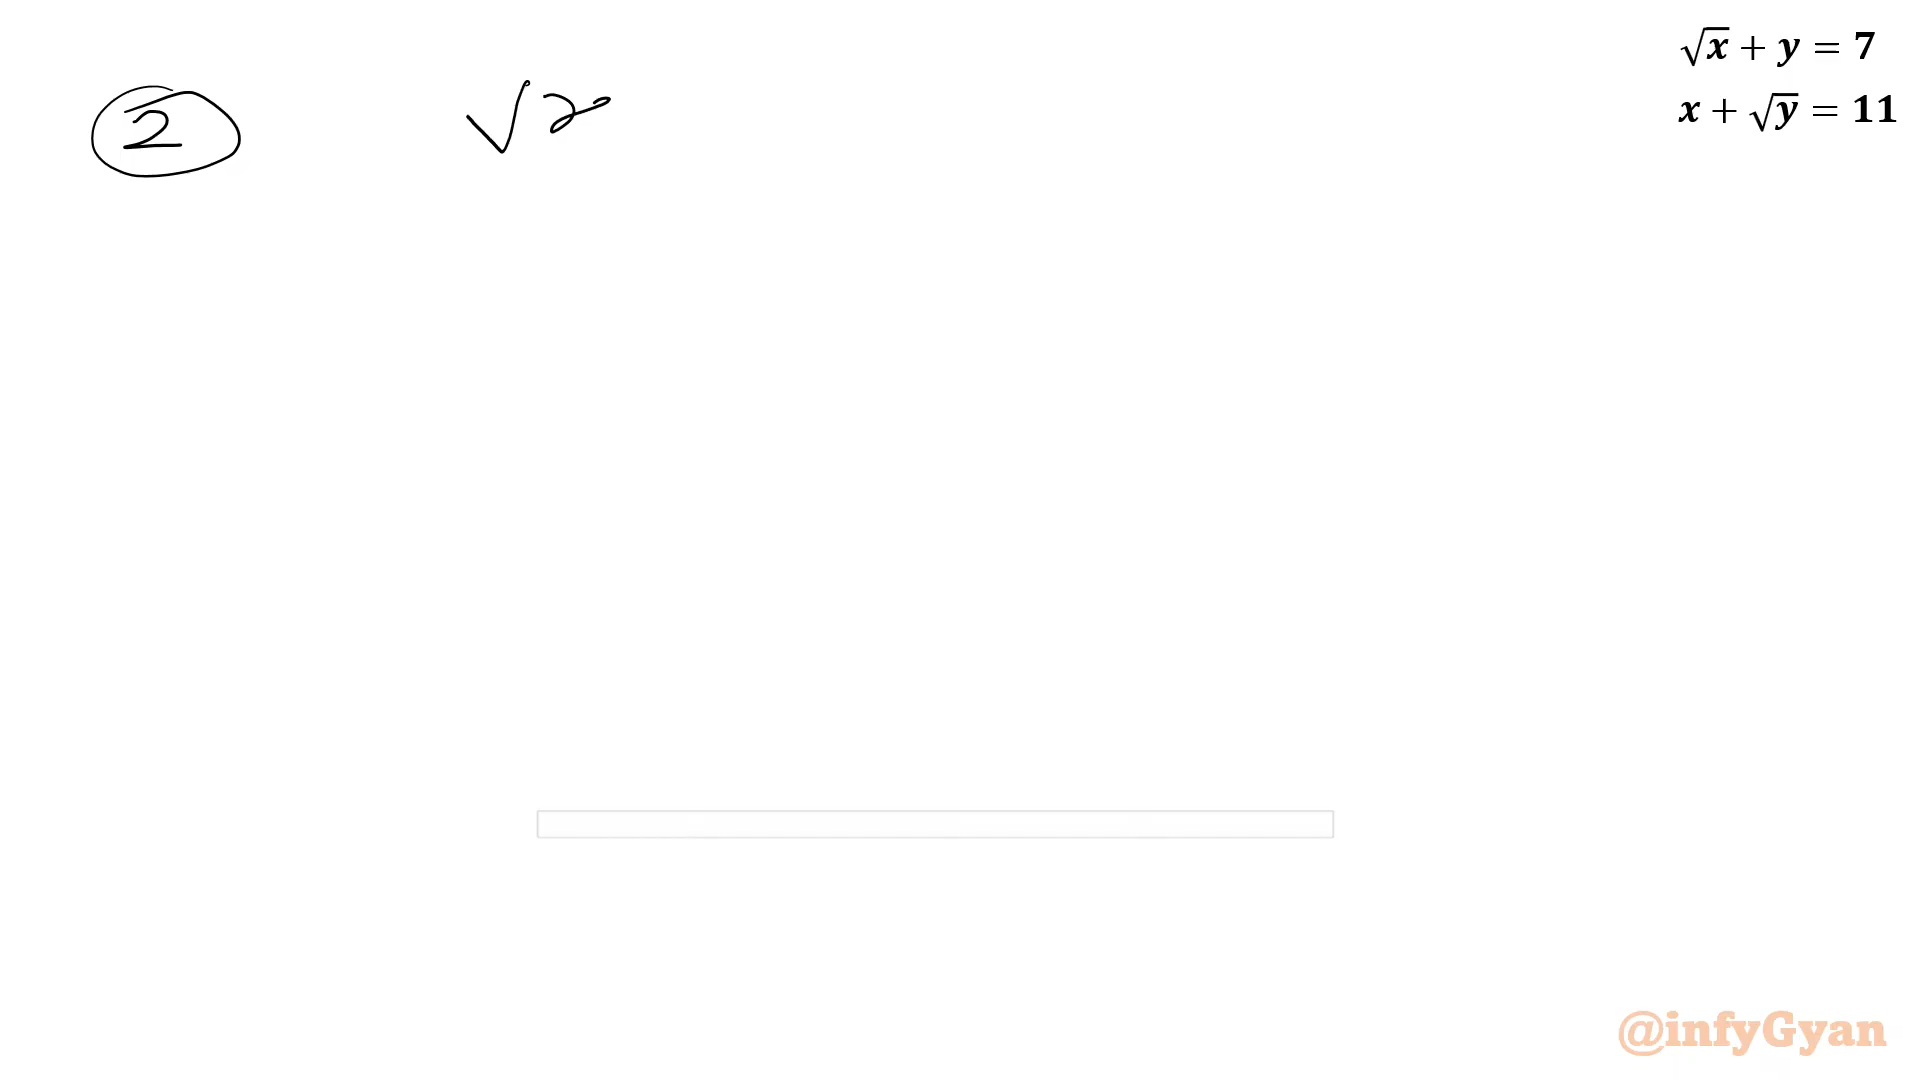 2
√x
√x + y = 7
x + √y = 11
@infyGyan